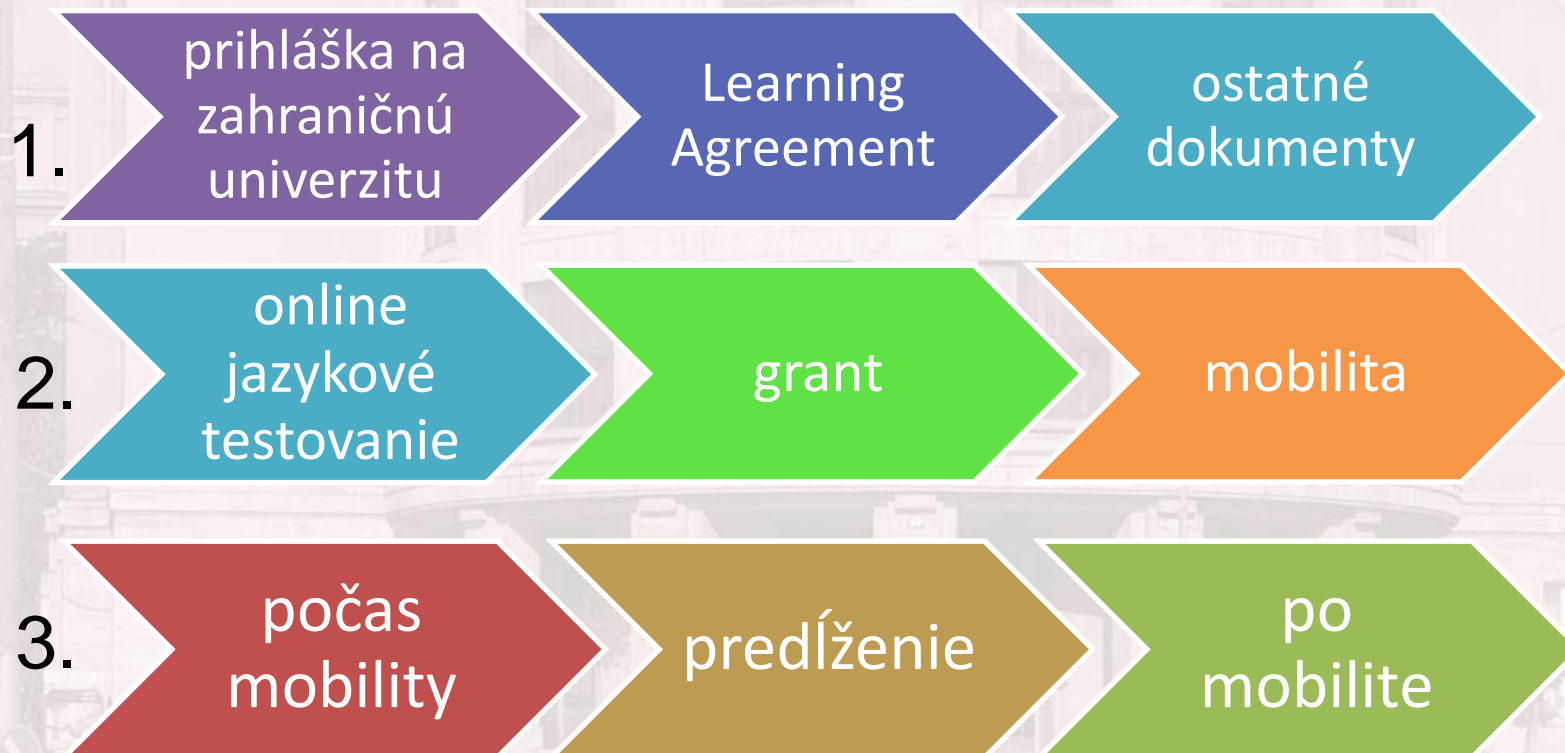 1.
prihláška na
zahraničnú
univerzitu
Learning
Agreement
ostatné
dokumenty
2.
online
jazykové
testovanie
grant
mobilita
3.
počas
mobility
predĺženie
po
mobilite